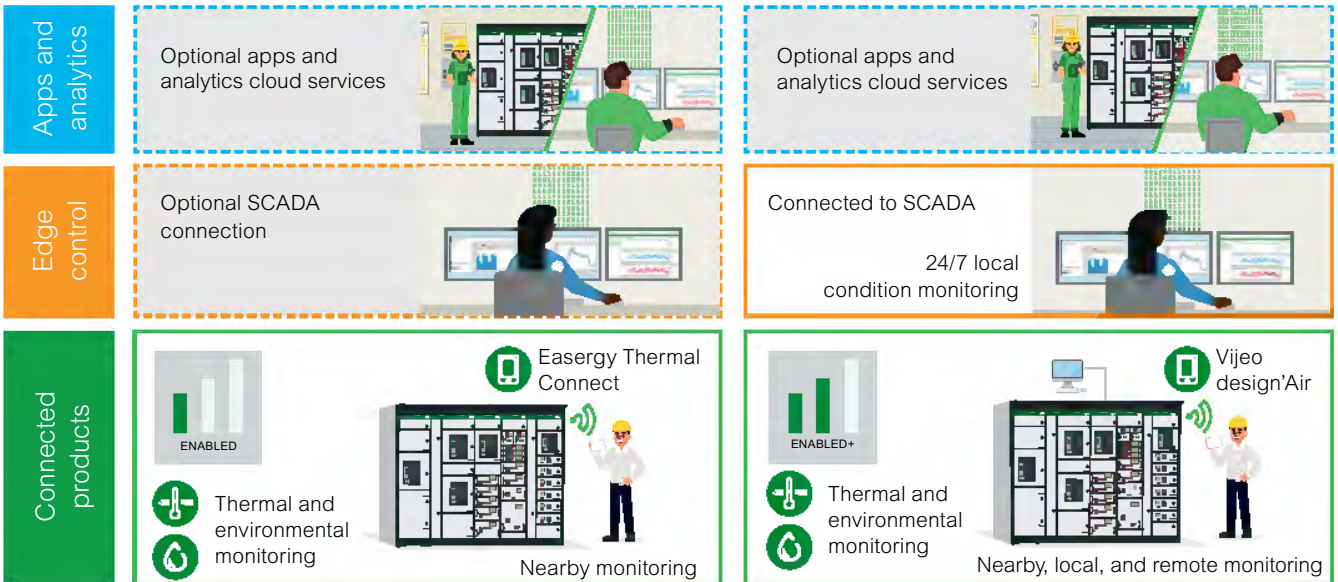 Apps and
analytics
Optional apps and
analytics cloud services
Optional apps and
analytics cloud services
Edge
control
Optional SCADA
connection
Connected to SCADA
24/7 local
condition monitoring
Connected
products
ENABLED
Easergy Thermal
Connect
Thermal and
environmental
monitoring
Nearby monitoring
ENABLED+
Vijeo
design'Air
Thermal and
environmental
monitoring
Nearby, local, and remote monitoring